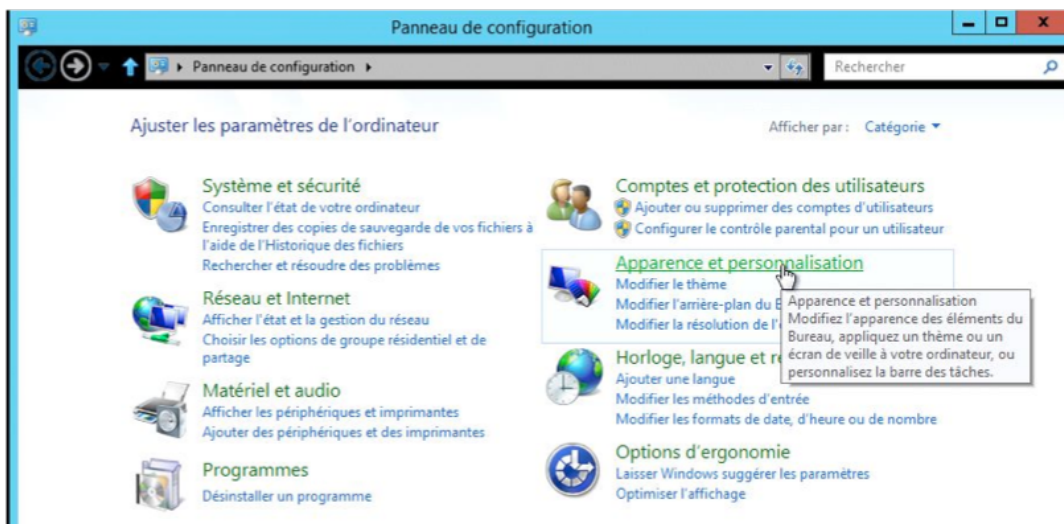 Panneau de configuration
Panneau de configuration
Rechercher
Ajuster les paramètres de l'ordinateur
Afficher par : Catégorie
Système et sécurité
Consulter l'état de votre ordinateur
Enregistrer des copies de sauvegarde de vos fichiers à
l'aide de l'Historique des fichiers
Rechercher et résoudre des problèmes
Réseau et Internet
Afficher l'état et la gestion du réseau
Choisir les options de groupe résidentiel et de
partage
Matériel et audio
Afficher les périphériques et imprimantes
Ajouter des périphériques et des imprimantes
Programmes
Désinstaller un programme
Comptes et protection des utilisateurs
Ajouter ou supprimer des comptes d'utilisateurs
Configurer le contrôle parental pour un utilisateur
Apparence et personnalisation
Modifier le thème
Modifier l'arrière-plan du
Modifier la résolution de
Apparence et personnalisation
Modifiez l'apparence des éléments du
Bureau, appliquez un thème ou un
écran de veille à votre ordinateur, ou
personnalisez la barre des tâches.
Horloge, langue et
Ajouter une langue
Modifier les méthodes d'entrée
Modifier les formats de date, d'heure ou de nombre
Options d'ergonomie
Laisser Windows suggérer les paramètres
Optimiser l'affichage